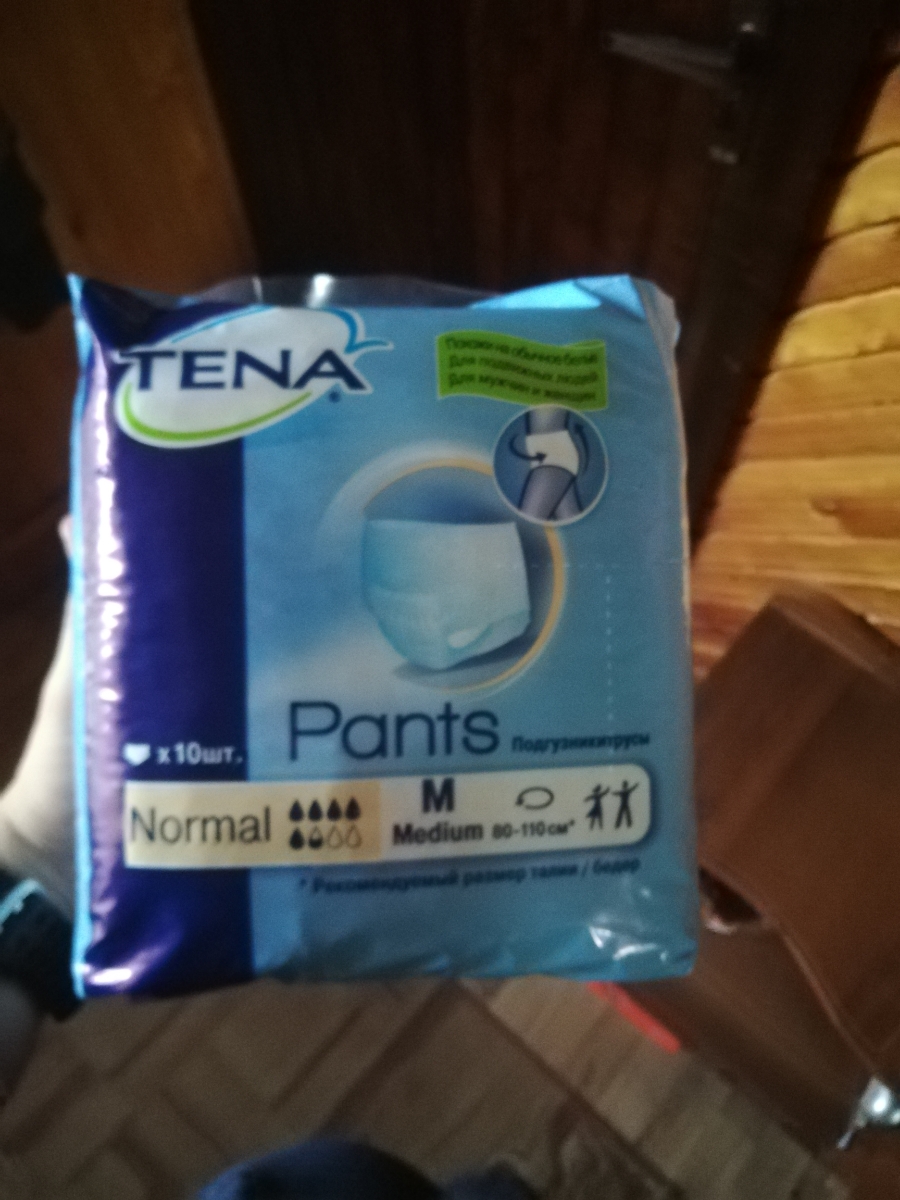 TENA®
Похожи на обычное бельё
Для подвижных людей
Для мужчин и женщин
Pants Подгузники-трусы
x 10шт.
Normal
M
Medium 80-110см*
* Рекомендуемый размер талии / бедер